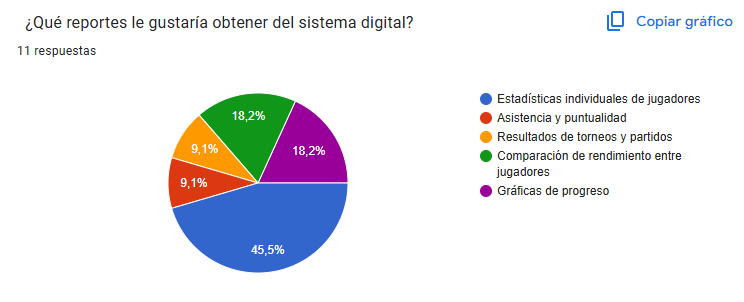 ¿Qué reportes le gustaría obtener del sistema digital?
Copiar gráfico
11 respuestas
18,2%
9,1%
18,2%
9,1%
45,5%
Estadísticas individuales de jugadores
Asistencia y puntualidad
Resultados de torneos y partidos
Comparación de rendimiento entre
jugadores
Gráficas de progreso